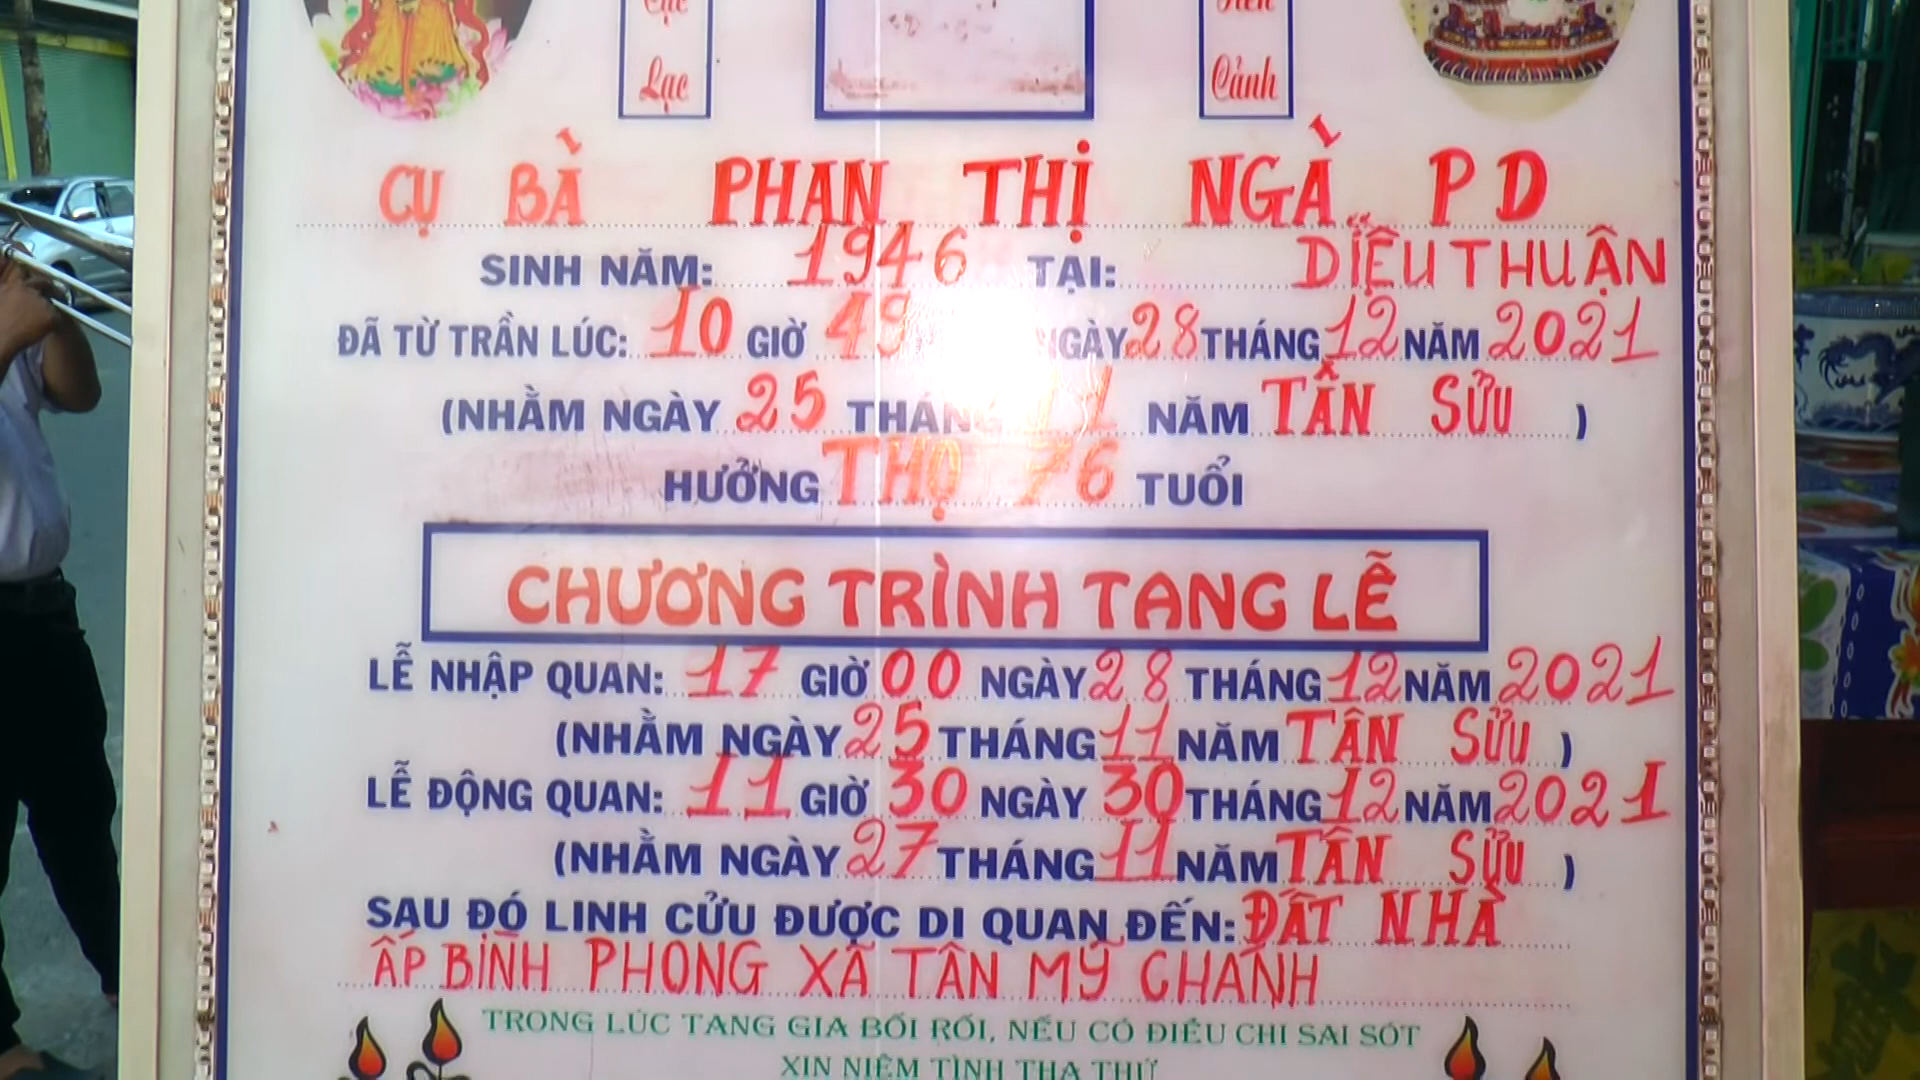 Lạc
Cảnh
CỤ BÀ PHAN THỊ NGÀ PD
SINH NĂM: 1946 TẠI: DIỆU THUẬN
ĐÃ TỪ TRẦN LÚC: 10 GIỜ 49 NGÀY 28 THÁNG 12 NĂM 2021
(NHẰM NGÀY 25 THÁNG 11 NĂM TÂN SỬU )
HƯỞNG THỌ 76 TUỔI
CHƯƠNG TRÌNH TANG LỄ
LỄ NHẬP QUAN: 17 GIỜ 00 NGÀY 28 THÁNG 12 NĂM 2021
(NHẰM NGÀY 25 THÁNG 11 NĂM TÂN SỬU )
LỄ ĐỘNG QUAN: 11 GIỜ 30 NGÀY 30 THÁNG 12 NĂM 2021
(NHẰM NGÀY 27 THÁNG 11 NĂM TÂN SỬU )
SAU ĐÓ LINH CỬU ĐƯỢC DI QUAN ĐẾN: ĐẤT NHÀ
ẤP BÌNH PHONG XÃ TÂN MỸ CHÁNH
TRONG LÚC TANG GIA BỐI RỐI, NẾU CÓ ĐIỀU CHI SAI SÓT
XIN NIỆM TÌNH THA THỨ